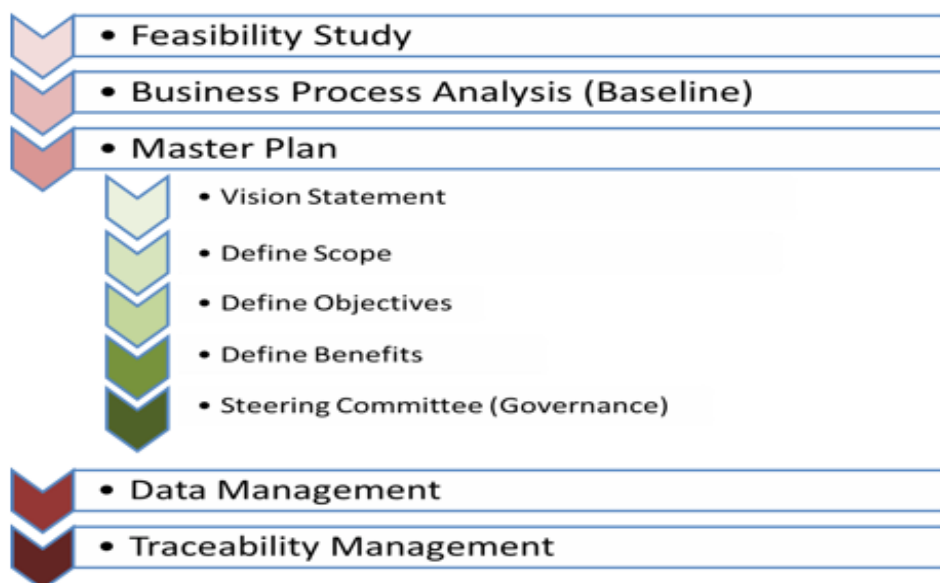 • Feasibility Study
• Business Process Analysis (Baseline)
• Master Plan
• Vision Statement
• Define Scope
• Define Objectives
• Define Benefits
• Steering Committee (Governance)
• Data Management
• Traceability Management